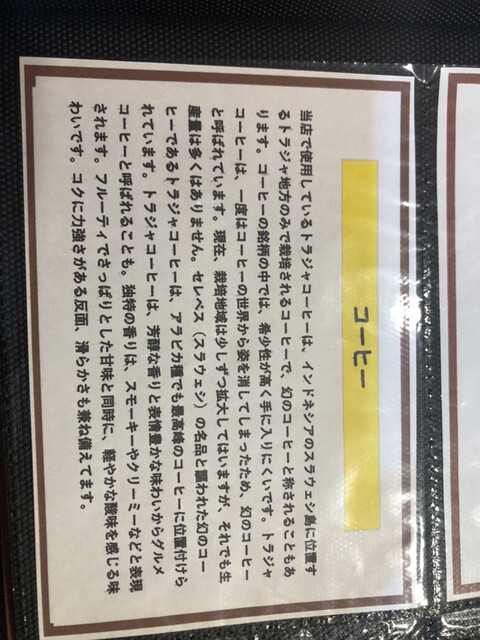 コーヒー
当店で使用しているトラジャコーヒーは、インドネシアのスラウェシ島に位置す
るトラジャ地方のみで栽培されるコーヒーで、幻のコーヒーと称されることもあ
ります。コーヒーの銘柄の中では、希少性が高く手に入りにくいです。トラジャ
コーヒーは、一度はコーヒーの世界から姿を消してしまったため、幻のコーヒー
と呼ばれています。現在、栽培地域は少しずつ拡大してはいますが、それでも生
産量は多くはありません。セレベス（スラウェシ）の名品と謳われた幻のコー
ヒーであるトラジャコーヒーは、アラビカ種でも最高峰のコーヒーに位置付けら
れています。トラジャコーヒーは、芳醇な香りと表情豊かな味わいからグルメ
コーヒーと呼ばれることも。独特の香りは、スモーキーやクリーミーなどと表現
されます。フルーティでさっぱりとした甘味と同時に、軽やかな酸味を感じる味
わいです。コクに力強さがある反面、滑らかさも兼ね備えてます。